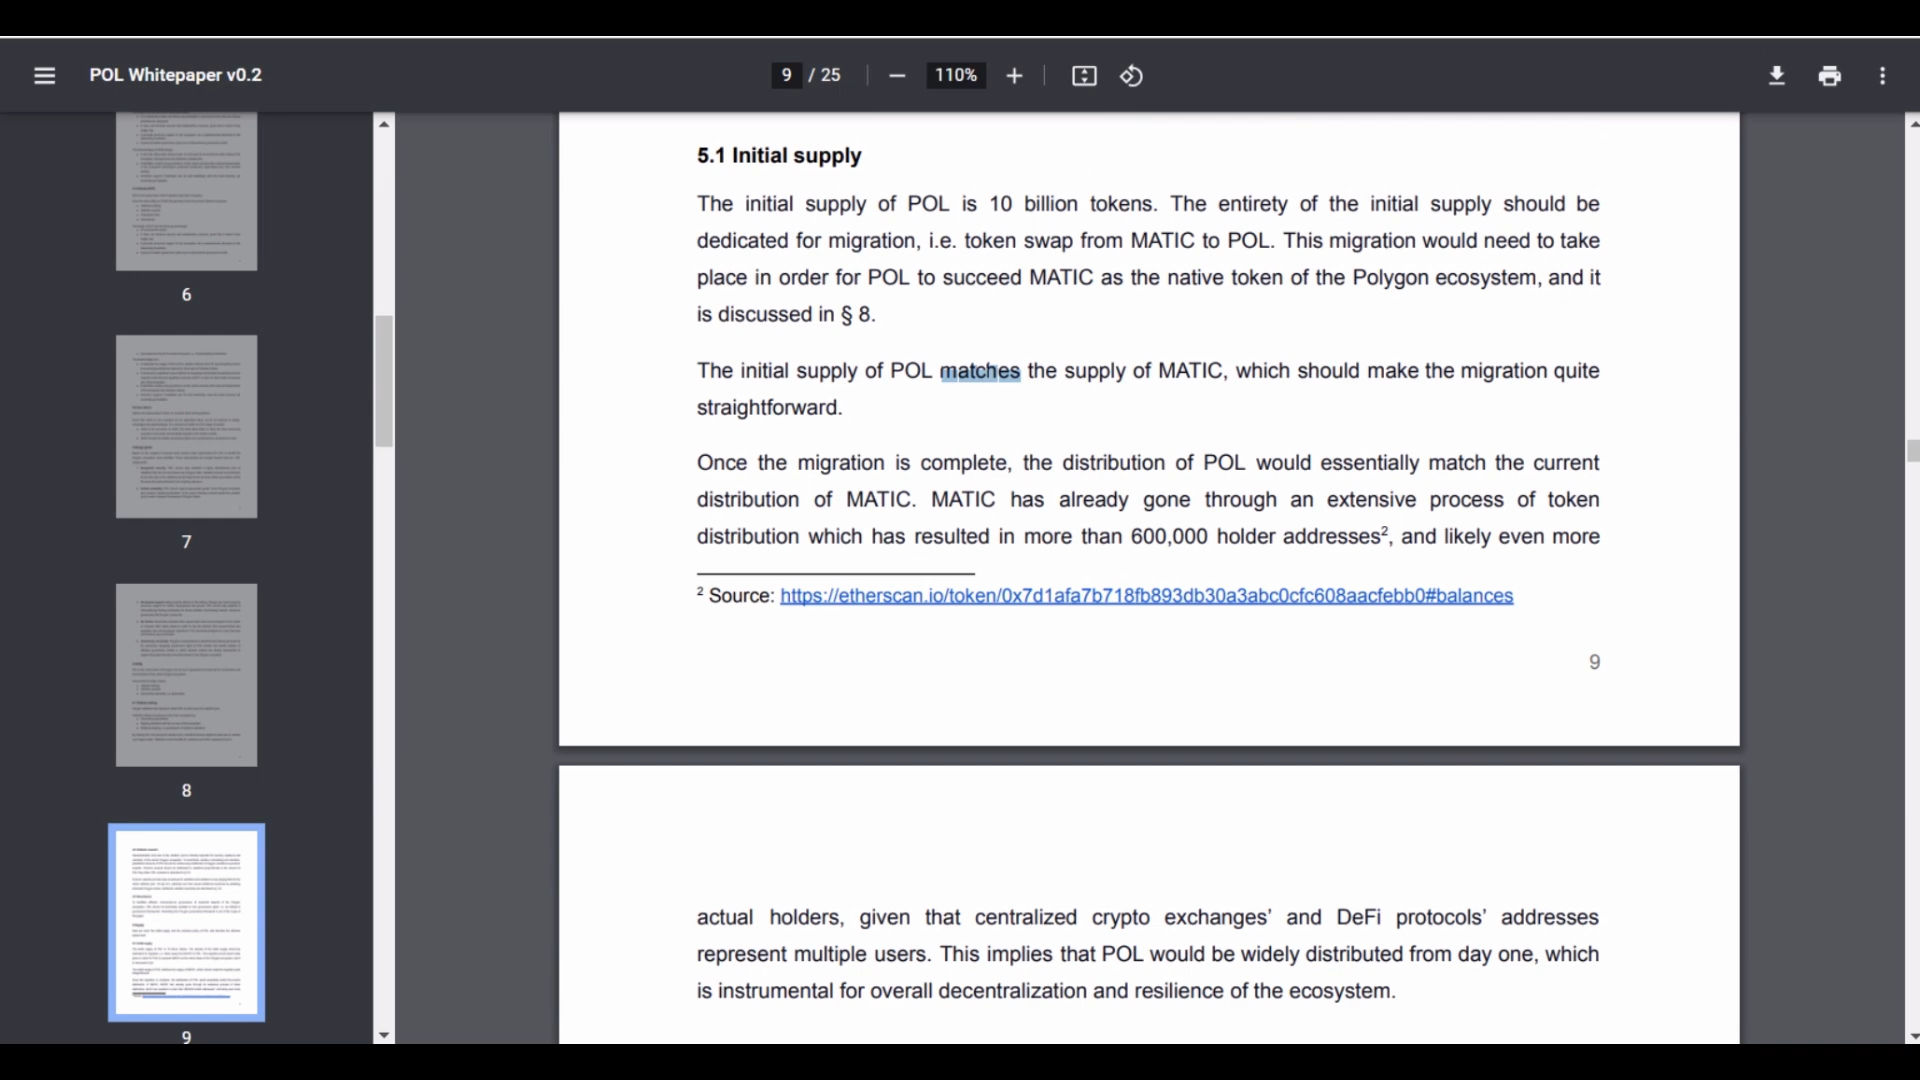 POL Whitepaper v0.2
9 / 25
110%
6
7
8
9
5.1 Initial supply
The initial supply of POL is 10 billion tokens. The entirety of the initial supply should be
dedicated for migration, i.e. token swap from MATIC to POL. This migration would need to take
place in order for POL to succeed MATIC as the native token of the Polygon ecosystem, and it
is discussed in § 8.
The initial supply of POL matches the supply of MATIC, which should make the migration quite
straightforward.
Once the migration is complete, the distribution of POL would essentially match the current
distribution of MATIC. MATIC has already gone through an extensive process of token
distribution which has resulted in more than 600,000 holder addresses², and likely even more
² Source: https://etherscan.io/token/0x7d1afa7b718fb893db30a3abc0cfc608aacfebb0#balances
9
actual holders, given that centralized crypto exchanges’ and DeFi protocols’ addresses
represent multiple users. This implies that POL would be widely distributed from day one, which
is instrumental for overall decentralization and resilience of the ecosystem.